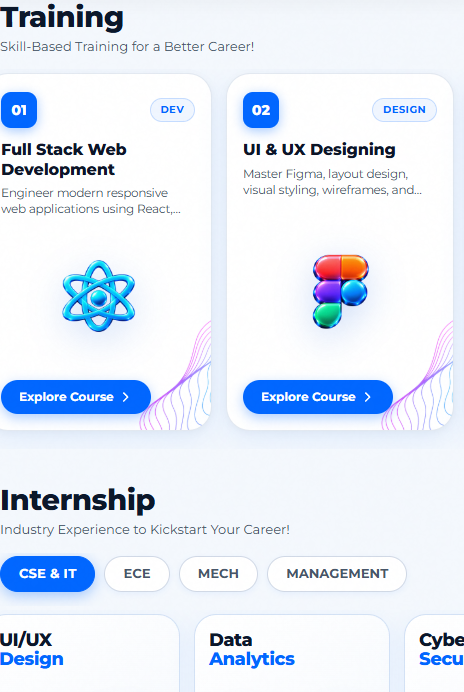 Training
Skill-Based Training for a Better Career!
01
DEV
Full Stack Web
Development
Engineer modern responsive
web applications using React,...
Explore Course
02
DESIGN
UI & UX Designing
Master Figma, layout design,
visual styling, wireframes, and...
Explore Course
Internship
Industry Experience to Kickstart Your Career!
CSE & IT
ECE
MECH
MANAGEMENT
UI/UX
Design
Data
Analytics
Cybe
Secu